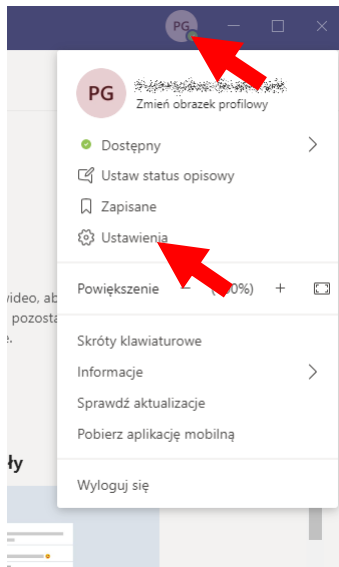 PG
PG
Zmień obrazek profilowy
Dostępny
Ustaw status opisowy
Zapisane
Ustawienia
video, ab
pozosta
Powiększenie − %) +
Skróty klawiaturowe
Informacje
Sprawdź aktualizacje
Pobierz aplikację mobilną
ły
Wyloguj się